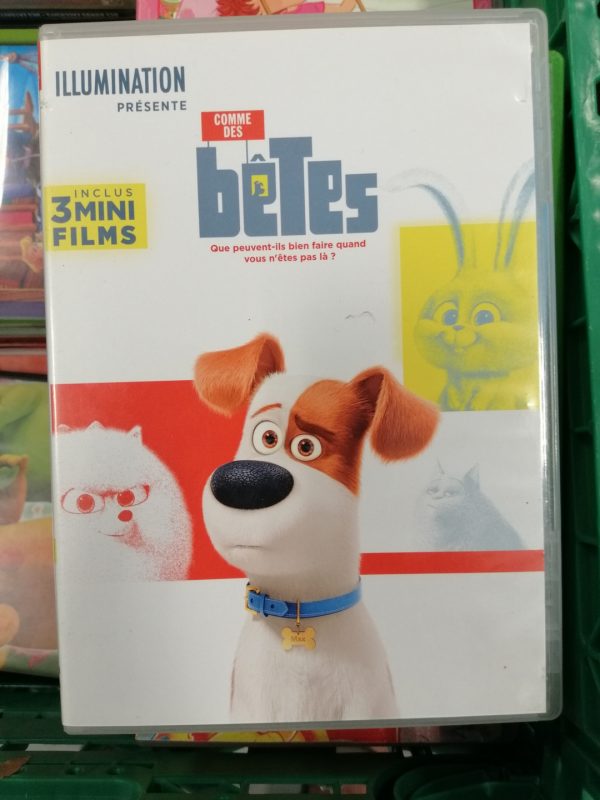 ILLUMINATION
PRÉSENTE
COMME
DES
bêTes
INCLUS
3 MINI
FILMS
Que peuvent-ils bien faire quand
vous n'êtes pas là ?
Max